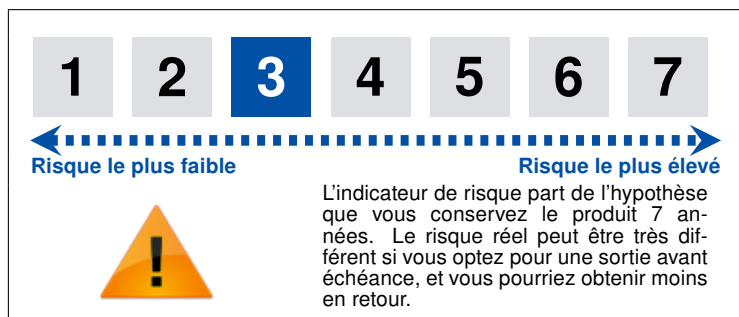 1 2 3 4 5 6 7
Risque le plus faible Risque le plus élevé
L'indicateur de risque part de l'hypothèse
que vous conservez le produit 7 an-
nées. Le risque réel peut être très dif-
férent si vous optez pour une sortie avant
échéance, et vous pourriez obtenir moins
en retour.